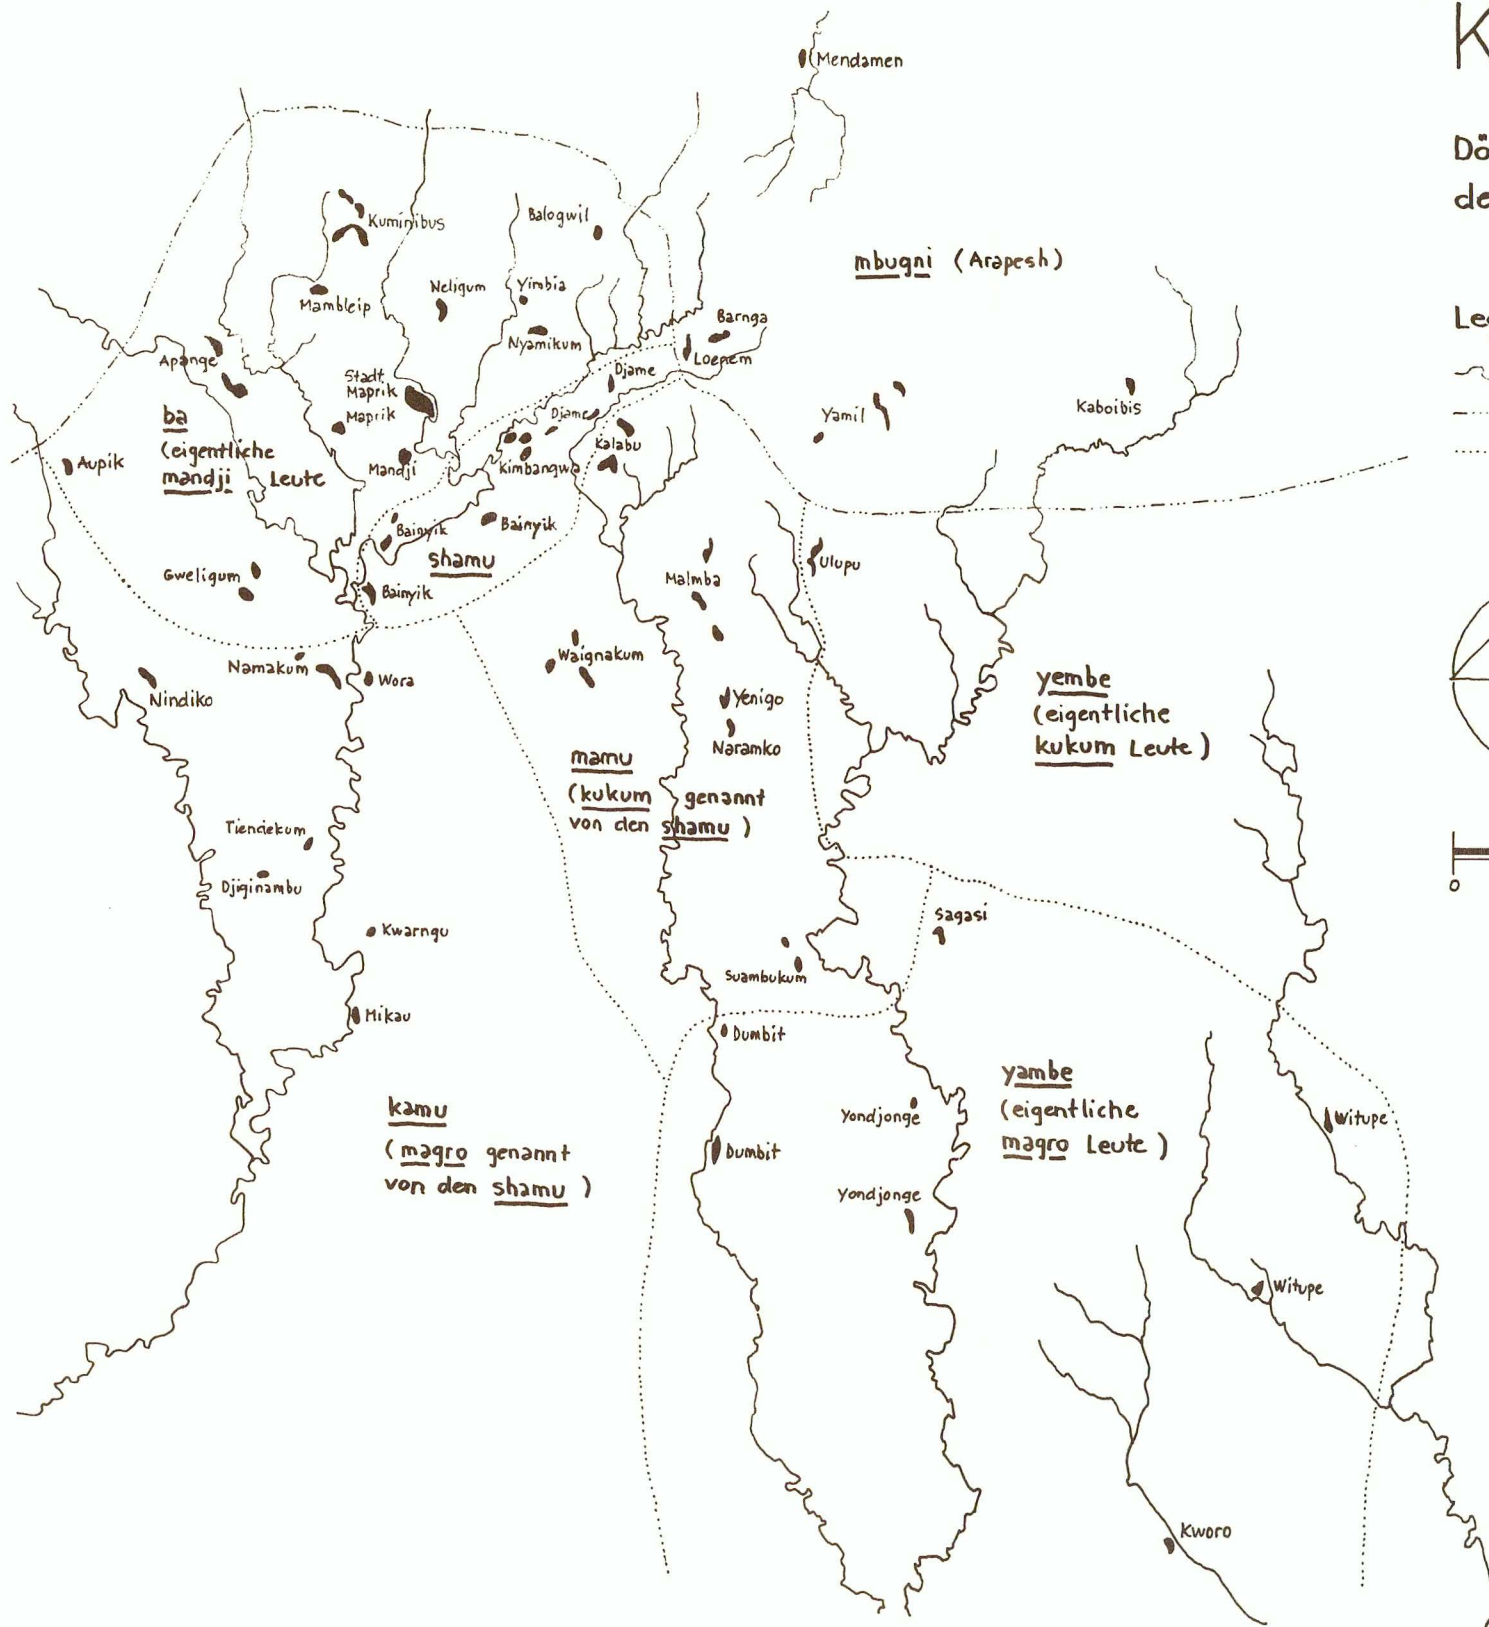 K
Mendamen
Dö
de
Kuminibus
Balogwil
mbugni (Arapesh)
Neligum
Yimbia
Mambleip
Le
Barnga
Nyamikum
Loepem
Apange
Djame
Stadt
Maprik
Maprik
ba
(eigentliche
mandji Leute
Djame
Yamil
Kaboibis
Kalabu
Aupik
Mandji
Kimbangwa
Bainyik
Bainyik
shamu
Gweligum
Bainyik
Malmba
Ulupu
Waignakum
Namakum
Wora
Nindiko
yembe
(eigentliche
kukum Leute)
Yenigo
Naramko
mamu
(kukum genannt
von den shamu)
Tiendekum
Djiginambu
0
Kwarngu
Sagasi
Suambukum
Mikau
Dumbit
yambe
(eigentliche
magro Leute)
kamu
(magro genannt
von den shamu)
Yondjonge
Witupe
Dumbit
Yondjonge
Witupe
Kworo